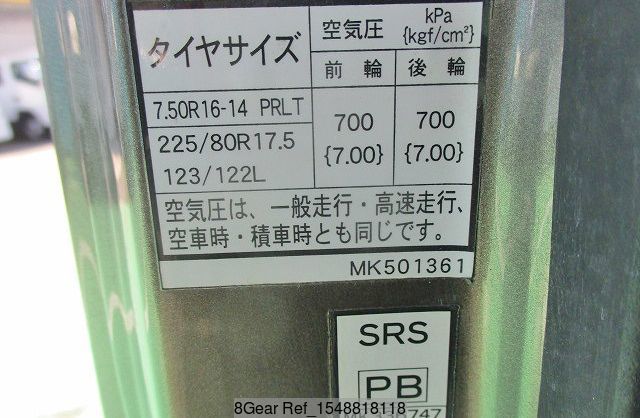 タイヤサイズ 空気圧 kPa {kgf/cm²}
前輪 後輪
7.50R16-14 PRLT 700 {7.00} 700 {7.00}
225/80R17.5
123/122L
空気圧は、一般走行・高速走行、
空車時・積車時とも同じです。
MK501361
SRS
PB
747
8Gear Ref_1548818118